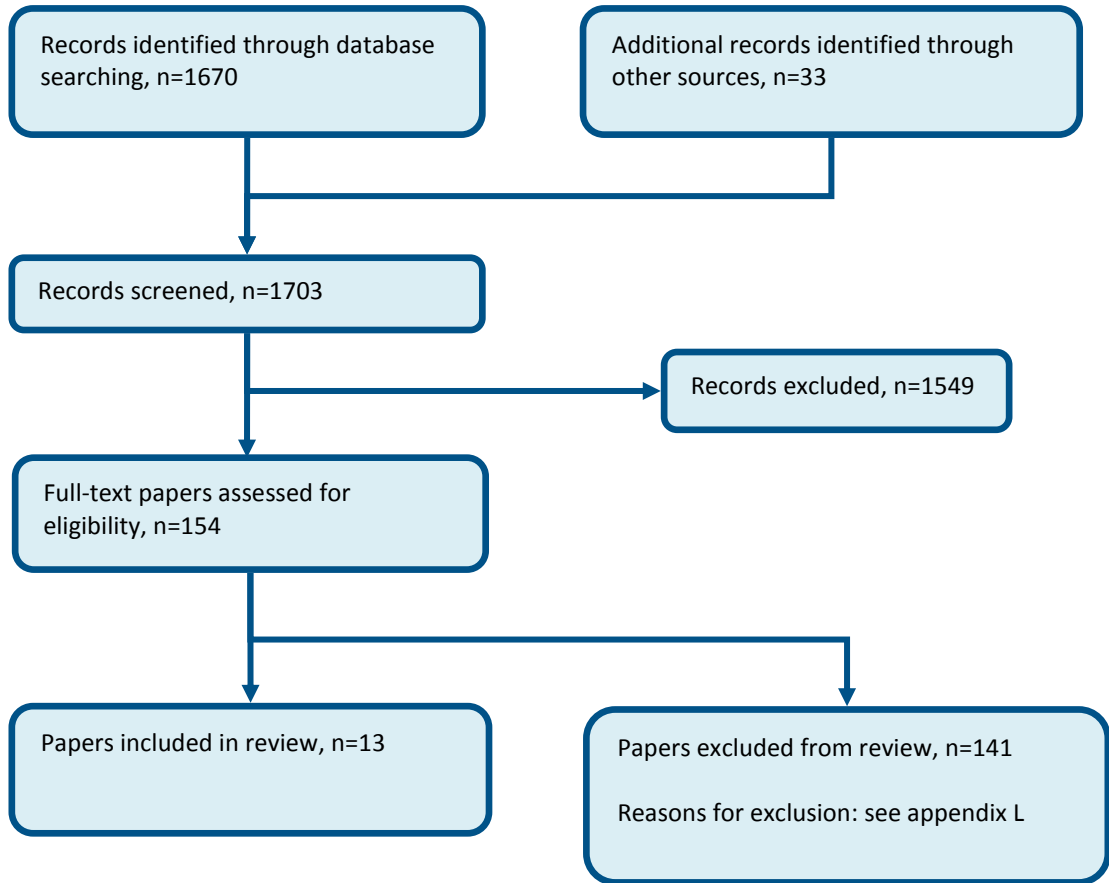 Records identified through database
searching, n=1670
Additional records identified through
other sources, n=33
Records screened, n=1703
Records excluded, n=1549
Full-text papers assessed for
eligibility, n=154
Papers included in review, n=13
Papers excluded from review, n=141
Reasons for exclusion: see appendix L